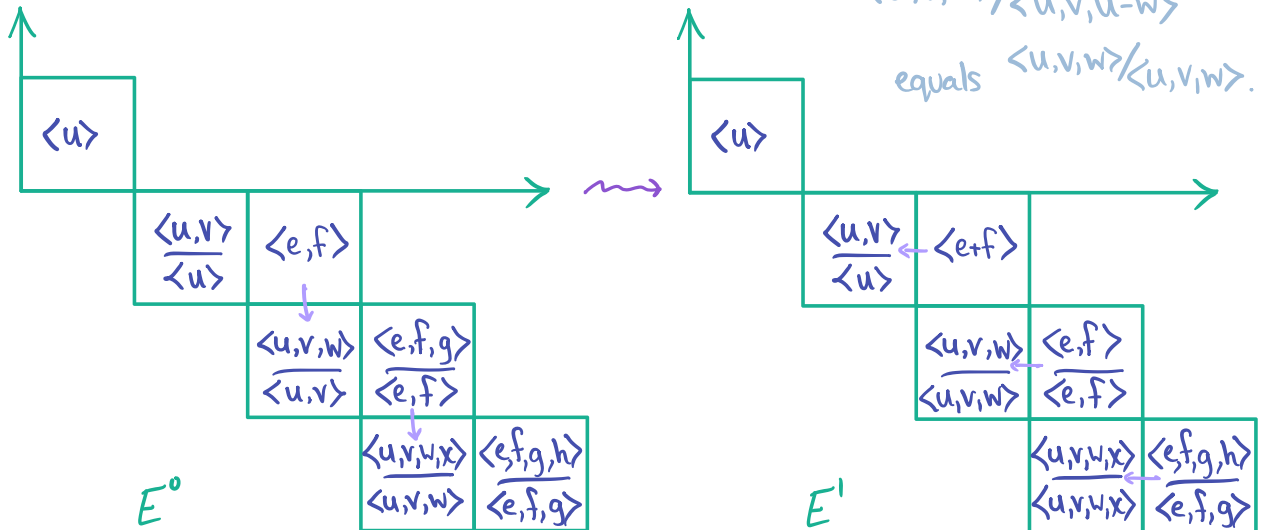 <u,v,u-w>
equals <u,v,w>/<u,v,w>.
<u>
<u,v>
<u>
<e,f>
<u,v,w>
<u,v>
<e,f,g>
<e,f>
<u,v,w,x>
<u,v,w>
<e,f,g,h>
<e,f,g>
E⁰
<u>
<u,v>
<u>
<e+f>
<u,v,w>
<u,v,w>
<e,f>
<e,f>
<u,v,w,x>
<u,v,w,x>
<e,f,g,h>
<e,f,g>
E¹